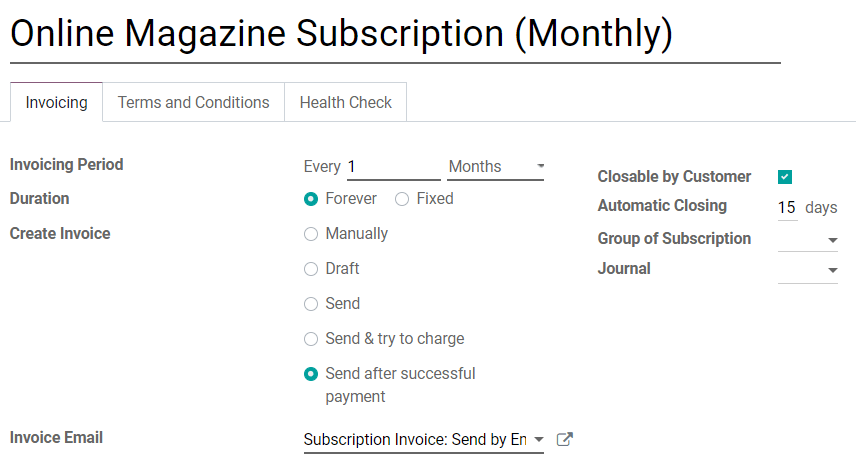 Online Magazine Subscription (Monthly)
Invoicing
Terms and Conditions
Health Check
Invoicing Period
Every 1 Months
Duration
Forever Fixed
Create Invoice
Manually
Draft
Send
Send & try to charge
Send after successful
payment
Invoice Email
Subscription Invoice: Send by En
Closable by Customer
Automatic Closing
15 days
Group of Subscription
Journal